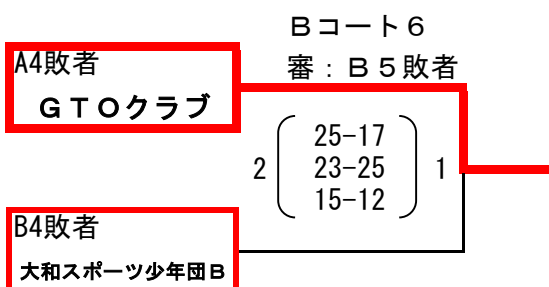 Bコート6
A4敗者
審:B5敗者
GTOクラブ
25-17
2 23-25 1
15-12
B4敗者
大和スポーツ少年団B